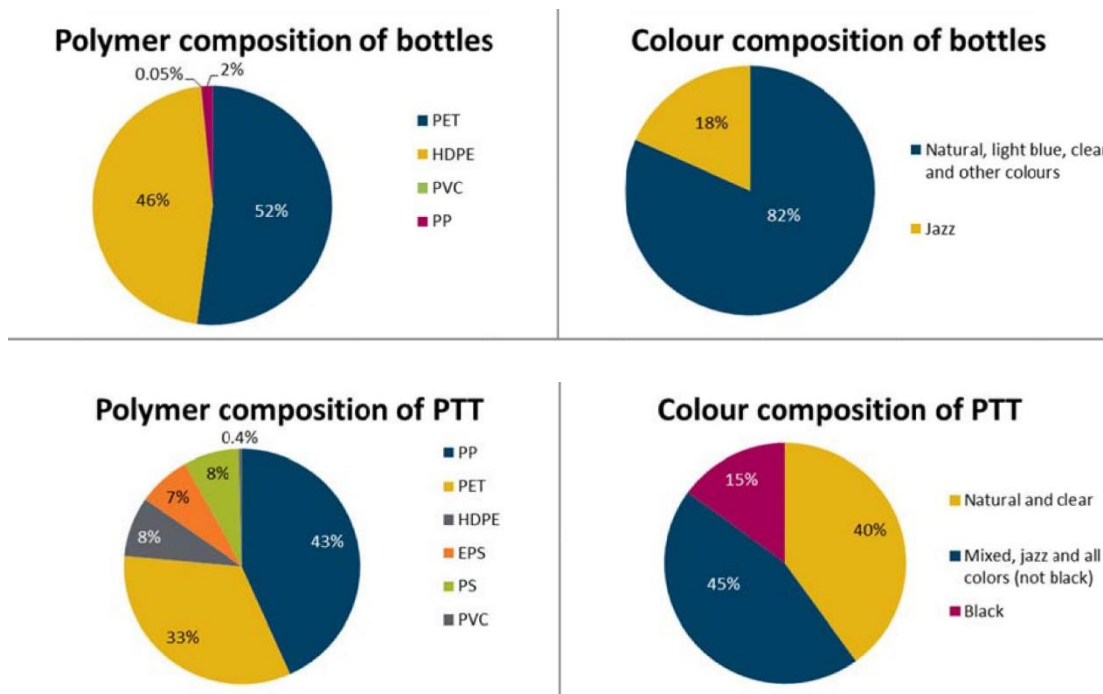 Polymer composition of bottles
0.05%
2%
46%
52%
PET
HDPE
PVC
PP
Colour composition of bottles
18%
82%
Natural, light blue, clear
and other colours
Jazz
Polymer composition of PTT
0.4%
8%
7%
8%
43%
33%
PP
PET
HDPE
EPS
PS
PVC
Colour composition of PTT
15%
40%
45%
Natural and clear
Mixed, jazz and all
colors (not black)
Black